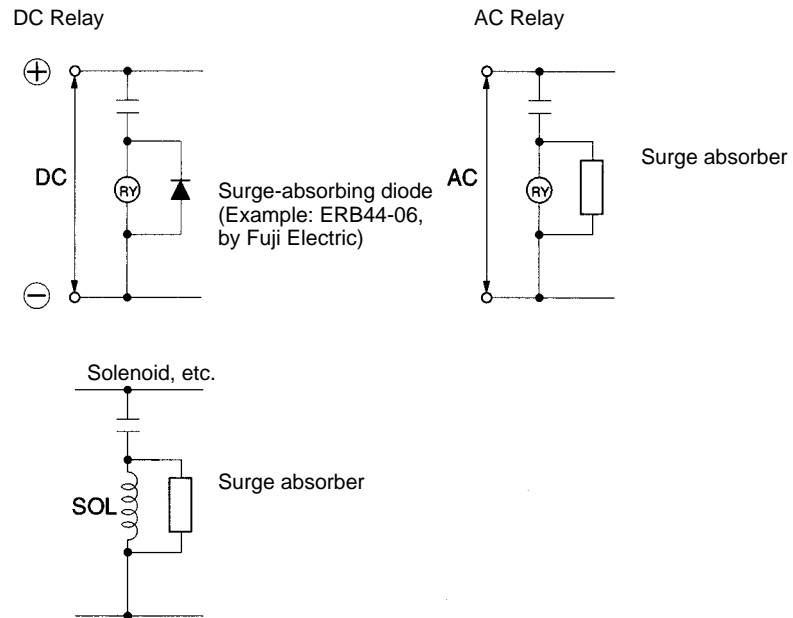 DC Relay
AC Relay
DC
RY
Surge-absorbing diode
(Example: ERB44-06,
by Fuji Electric)
AC
RY
Surge absorber
Solenoid, etc.
SOL
Surge absorber